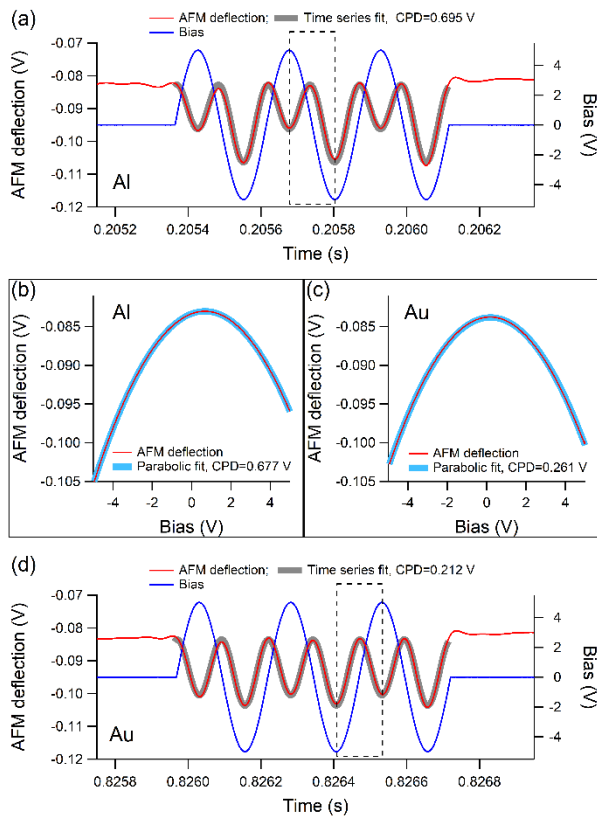 (a)
AFM deflection; Time series fit, CPD=0.695 V
Bias
-0.07
-0.08
-0.09
-0.10
-0.11
-0.12
AFM deflection (V)
4
2
0
-2
-4
Bias (V)
Al
0.2052
0.2054
0.2056
0.2058
0.2060
0.2062
Time (s)
(b)
Al
-0.085
-0.090
-0.095
-0.100
-0.105
AFM deflection (V)
AFM deflection
Parabolic fit, CPD=0.677 V
-4
-2
0
2
4
Bias (V)
(c)
Au
-0.085
-0.090
-0.095
-0.100
-0.105
AFM deflection (V)
AFM deflection
Parabolic fit, CPD=0.261 V
-4
-2
0
2
4
Bias (V)
(d)
AFM deflection; Time series fit, CPD=0.212 V
Bias
-0.07
-0.08
-0.09
-0.10
-0.11
-0.12
AFM deflection (V)
4
2
0
-2
-4
Bias (V)
Au
0.8258
0.8260
0.8262
0.8264
0.8266
0.8268
Time (s)